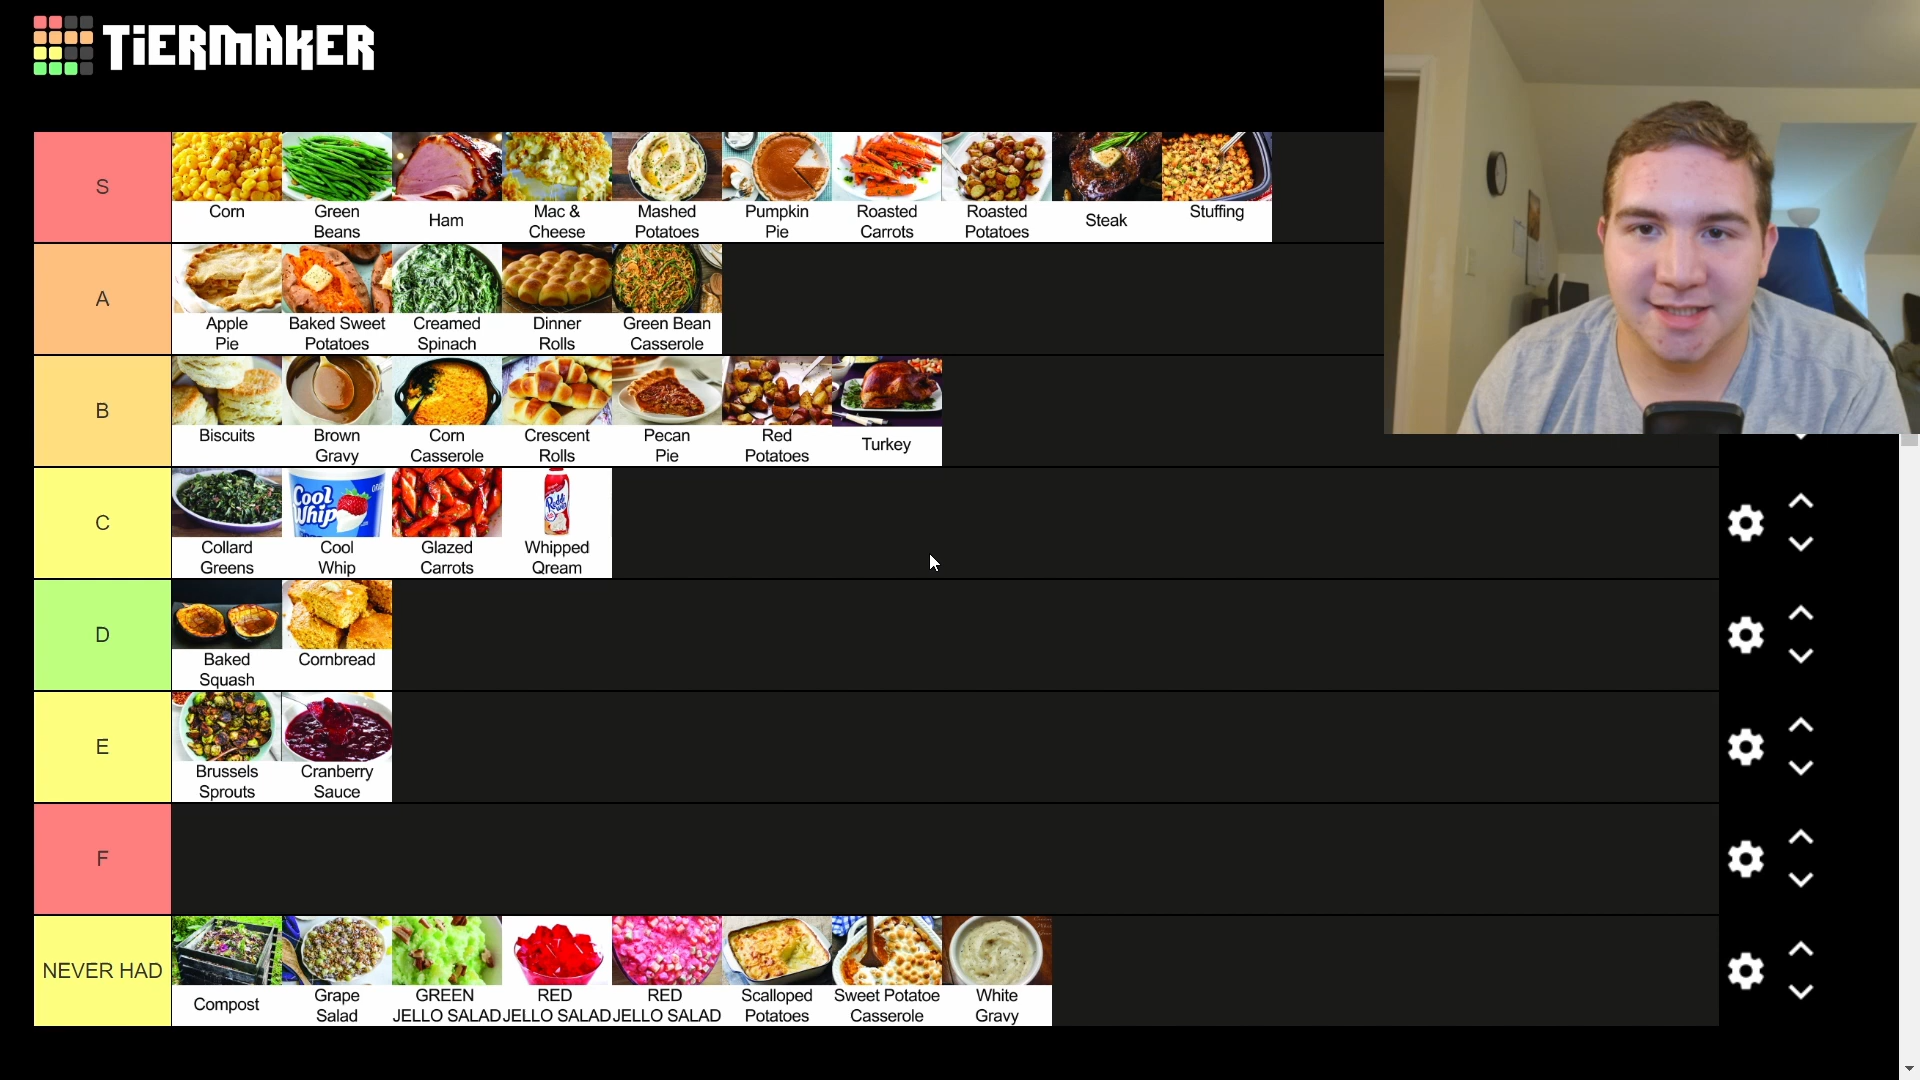 TiERMAKER
S
Corn
Green
Beans
Ham
Mac &
Cheese
Mashed
Potatoes
Pumpkin
Pie
Roasted
Carrots
Roasted
Potatoes
Steak
Stuffing
A
Apple
Pie
Baked Sweet
Potatoes
Creamed
Spinach
Dinner
Rolls
Green Bean
Casserole
B
Biscuits
Brown
Gravy
Corn
Casserole
Crescent
Rolls
Pecan
Pie
Red
Potatoes
Turkey
C
Collard
Greens
Cool
Whip
Cool
Whip
Glazed
Carrots
Reddi
Whipped
Qream
D
Baked
Squash
Cornbread
E
Brussels
Sprouts
Cranberry
Sauce
F
NEVER HAD
Compost
Grape
Salad
GREEN
JELLO SALAD
RED
JELLO SALAD
RED
JELLO SALAD
Scalloped
Potatoes
Sweet Potatoe
Casserole
White
Gravy